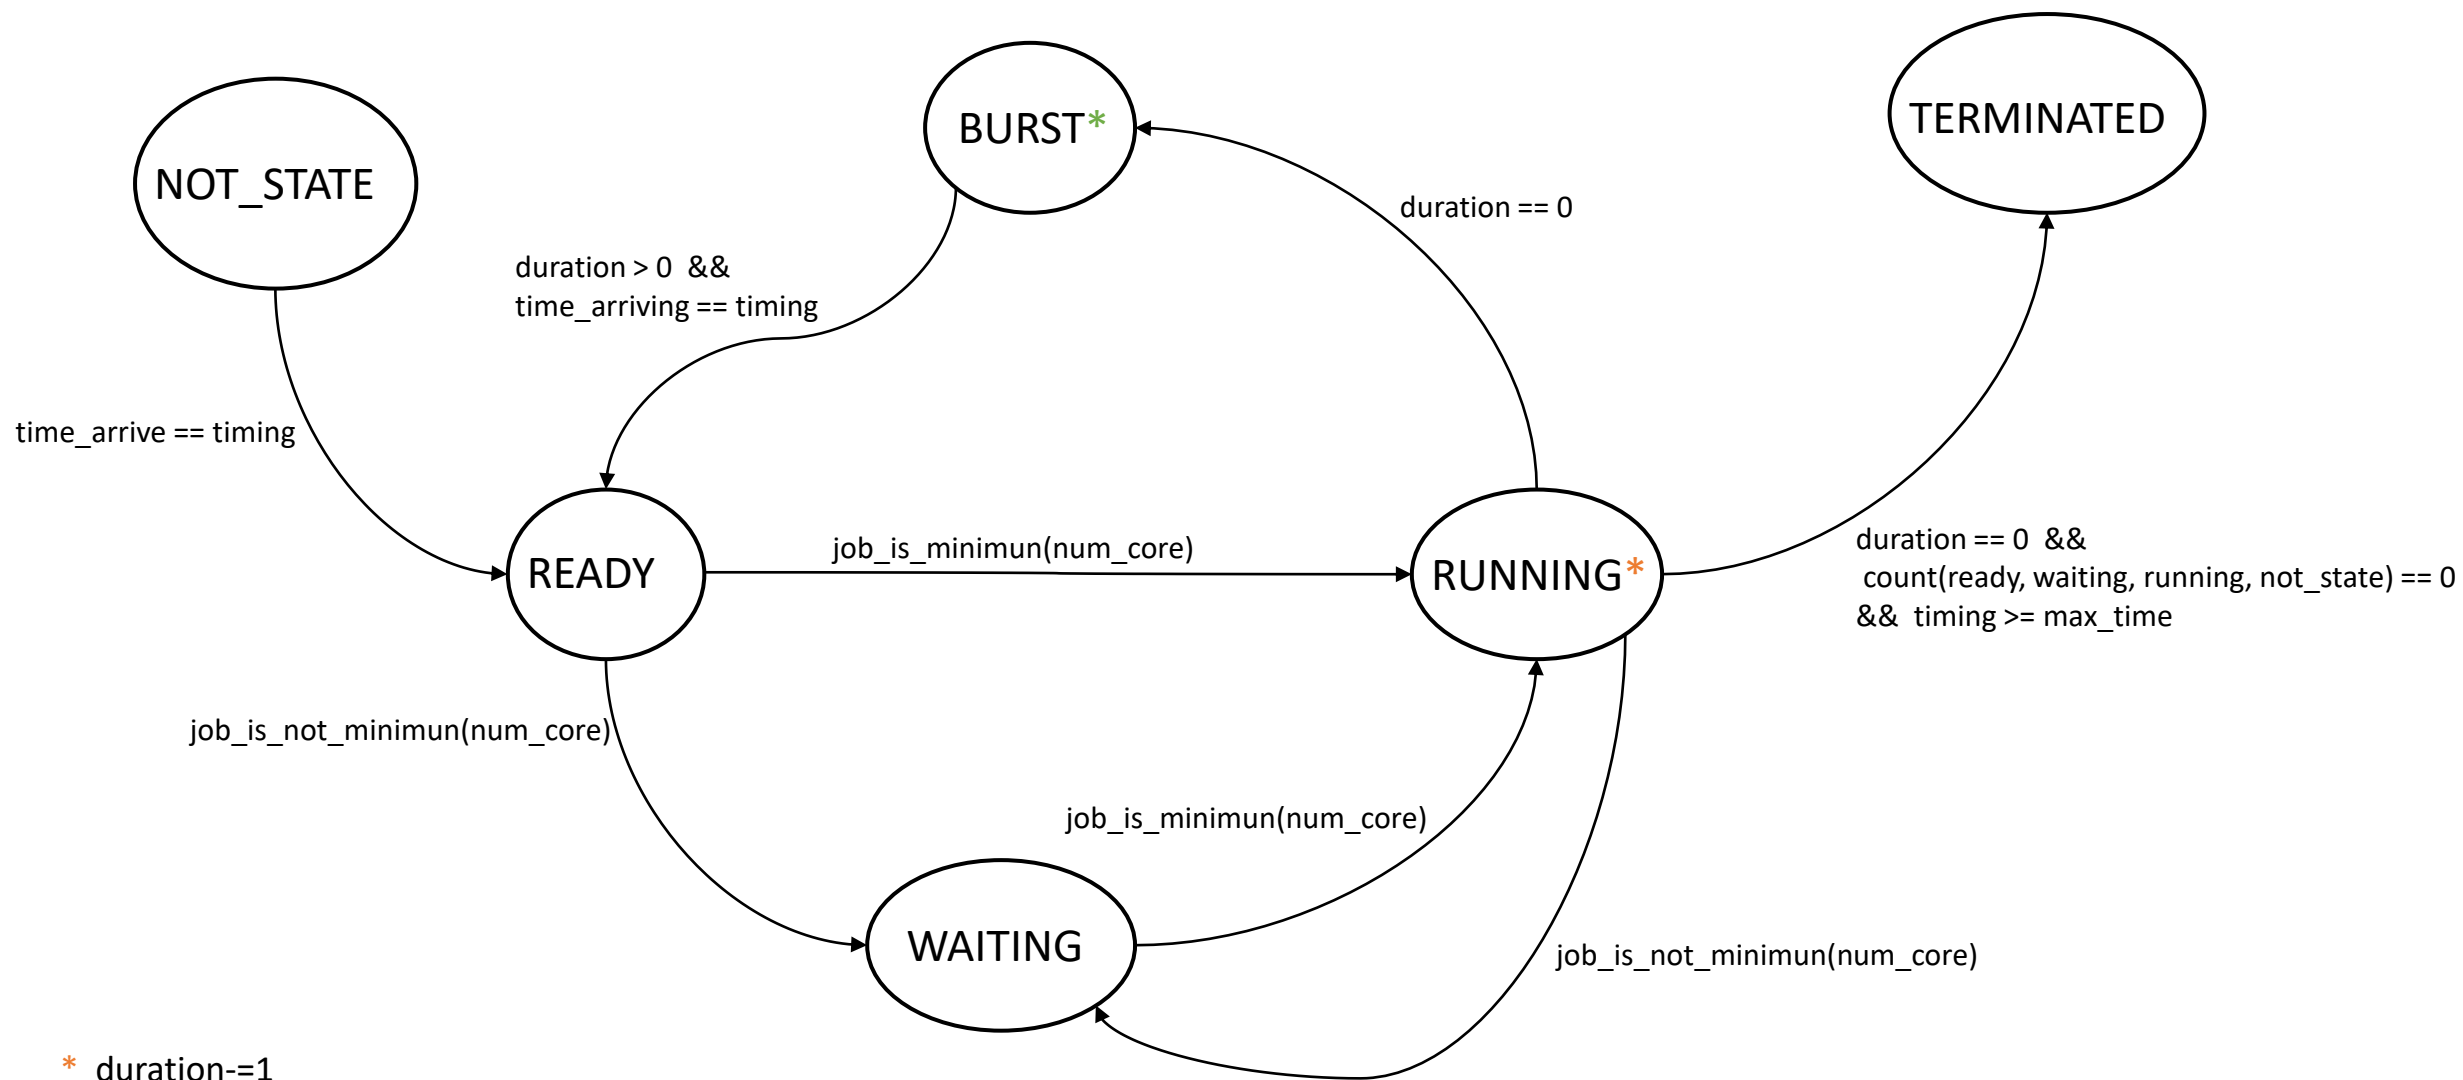 TERMINATED
BURST*
NOT_STATE
duration == 0
duration > 0 &&
time_arriving == timing
time_arrive == timing
READY
job_is_minimun(num_core)
RUNNING*
duration == 0 &&
count(ready, waiting, running, not_state) == 0
&& timing >= max_time
job_is_not_minimun(num_core)
job_is_minimun(num_core)
WAITING
job_is_not_minimun(num_core)
* duration-=1